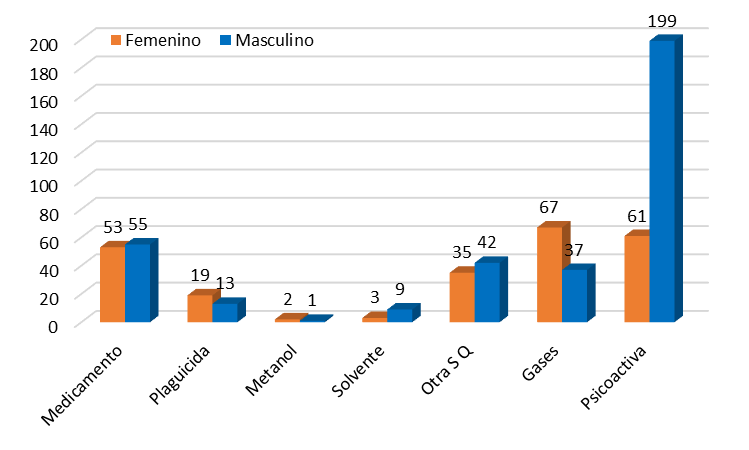 Femenino Masculino
200
180
160
140
120
100
80
60
40
20
0
53 55
19 13
2 1
3 9
35 42
67 37
61 199
Medicamento
Plaguicida
Metanol
Solvente
Otra S Q
Gases
Psicoactiva